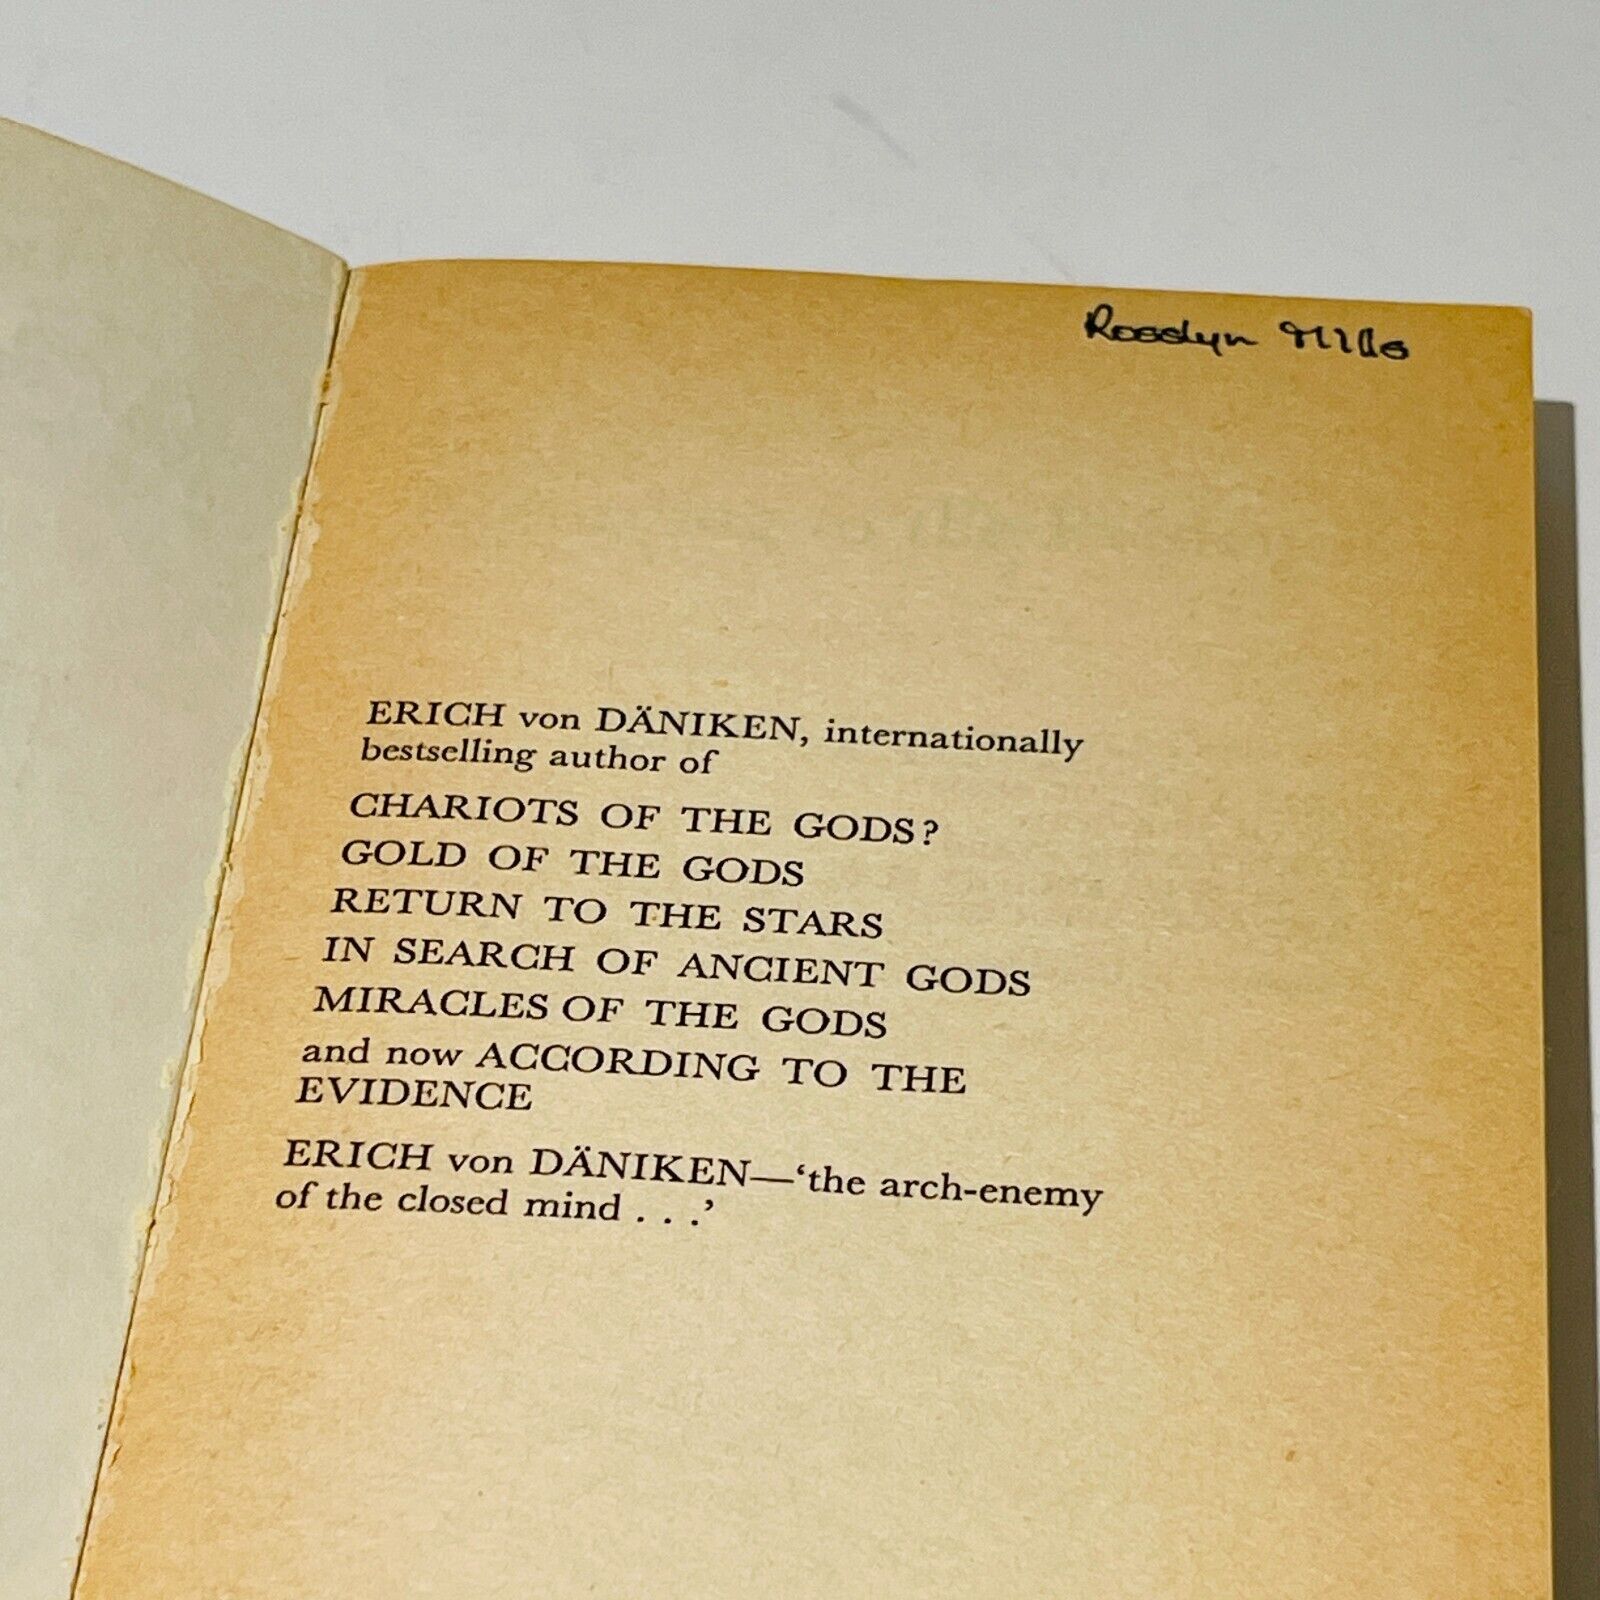 Rosslyn Mills
ERICH von DÄNIKEN, internationally
bestselling author of
CHARIOTS OF THE GODS?
GOLD OF THE GODS
RETURN TO THE STARS
IN SEARCH OF ANCIENT GODS
MIRACLES OF THE GODS
and now ACCORDING TO THE
EVIDENCE
ERICH von DÄNIKEN—‘the arch-enemy
of the closed mind . . .’